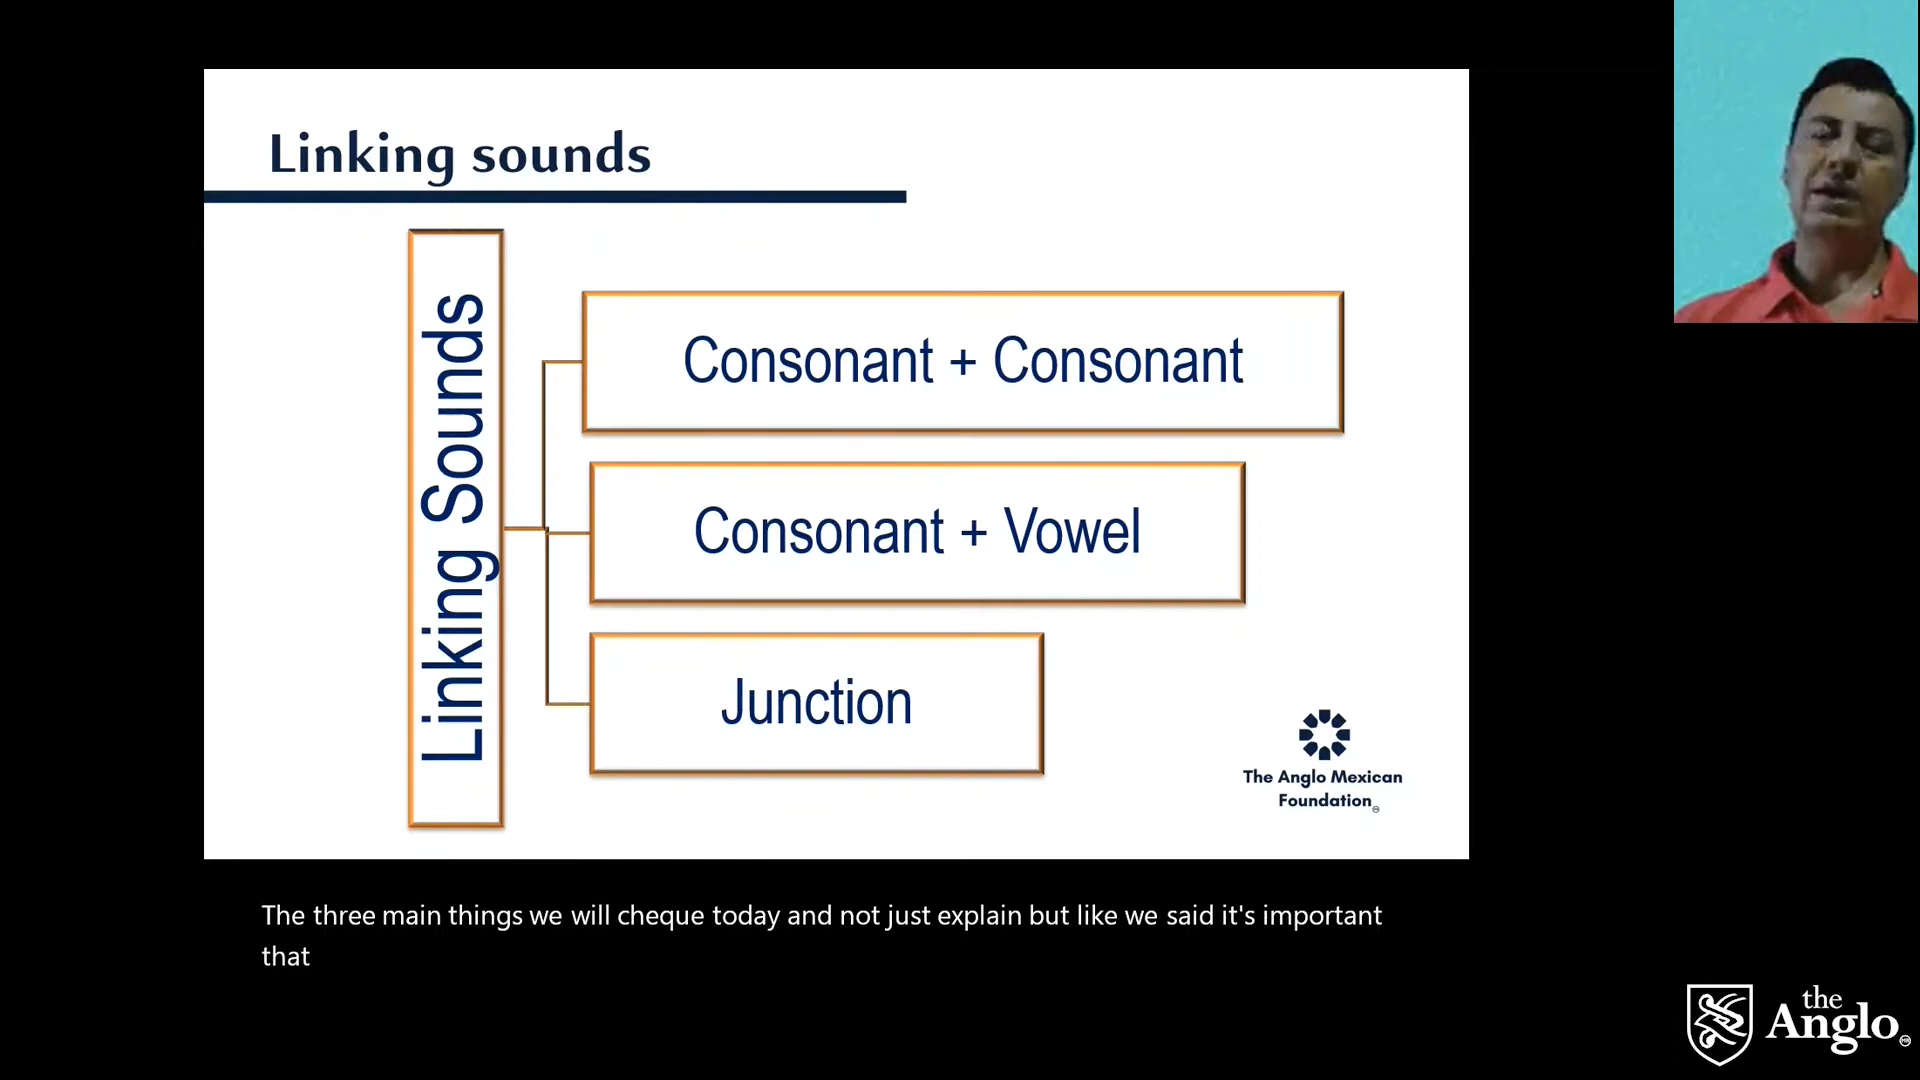 Linking sounds
Linking Sounds
Consonant + Consonant
Consonant + Vowel
Junction
The Anglo Mexican
Foundation
The three main things we will cheque today and not just explain but like we said it's important
that
the
Anglo